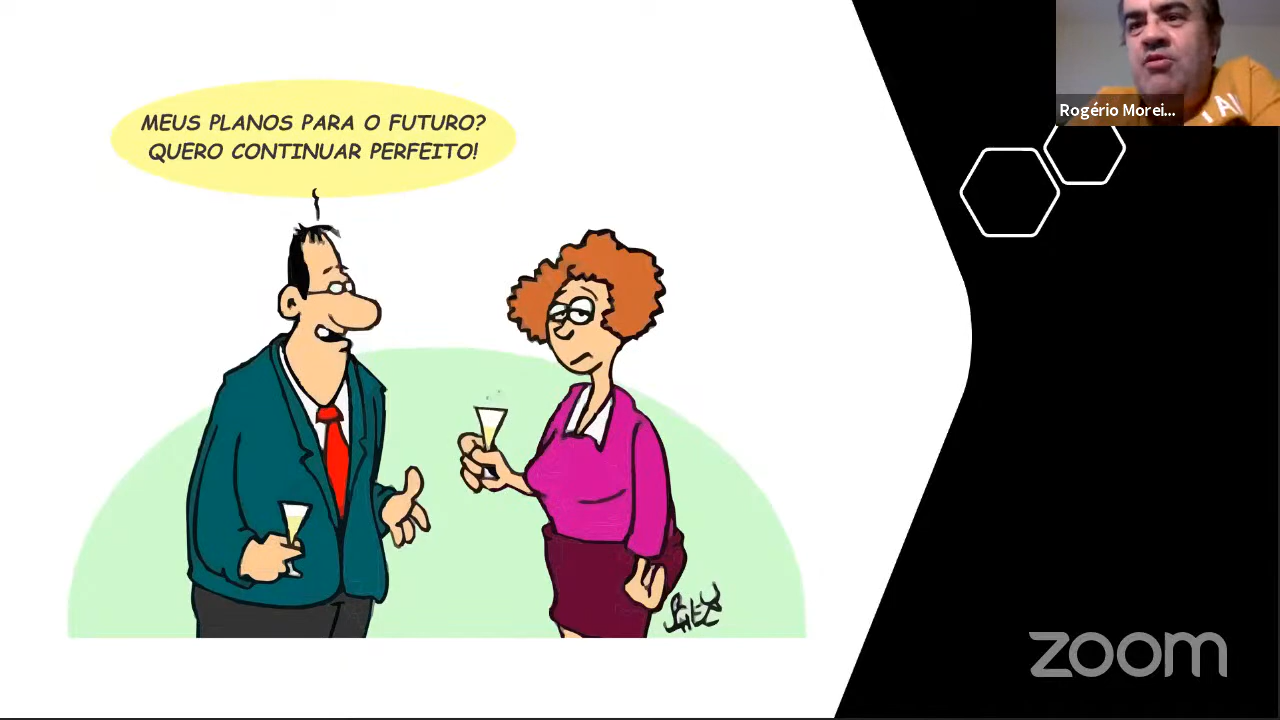 MEUS PLANOS PARA O FUTURO?
QUERO CONTINUAR PERFEITO!
Rogério Morei...
zoom